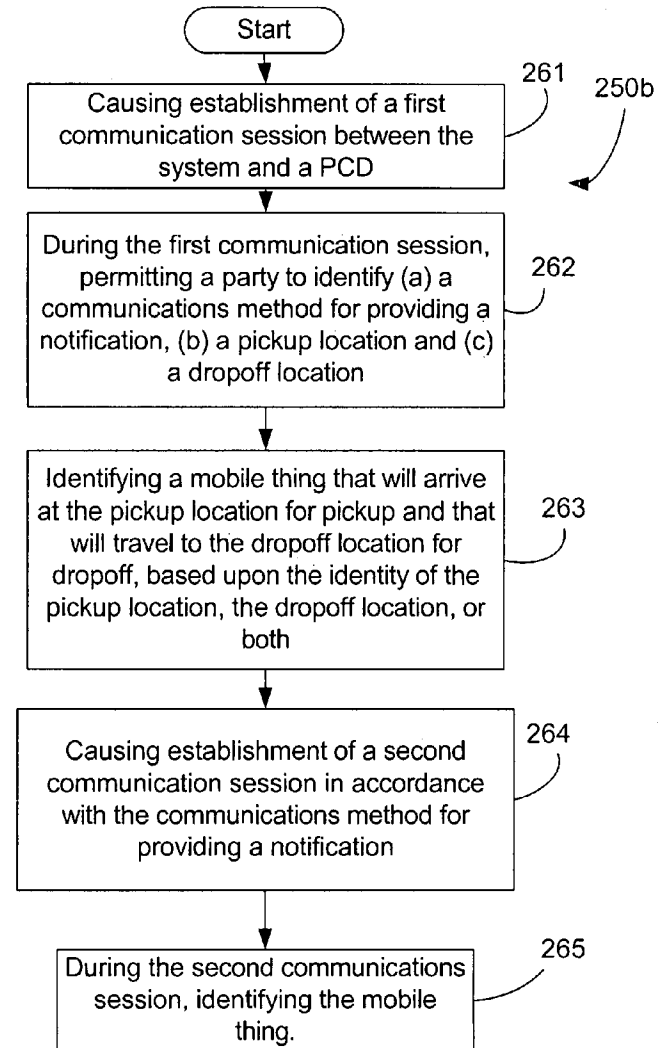 Start
261
250b
Causing establishment of a first
communication session between the
system and a PCD
During the first communication session,
permitting a party to identify (a) a
communications method for providing a
notification, (b) a pickup location and (c)
a dropoff location
262
Identifying a mobile thing that will arrive
at the pickup location for pickup and that
will travel to the dropoff location for
dropoff, based upon the identity of the
pickup location, the dropoff location, or
both
263
Causing establishment of a second
communication session in accordance
with the communications method for
providing a notification
264
During the second communications
session, identifying the mobile
thing.
265